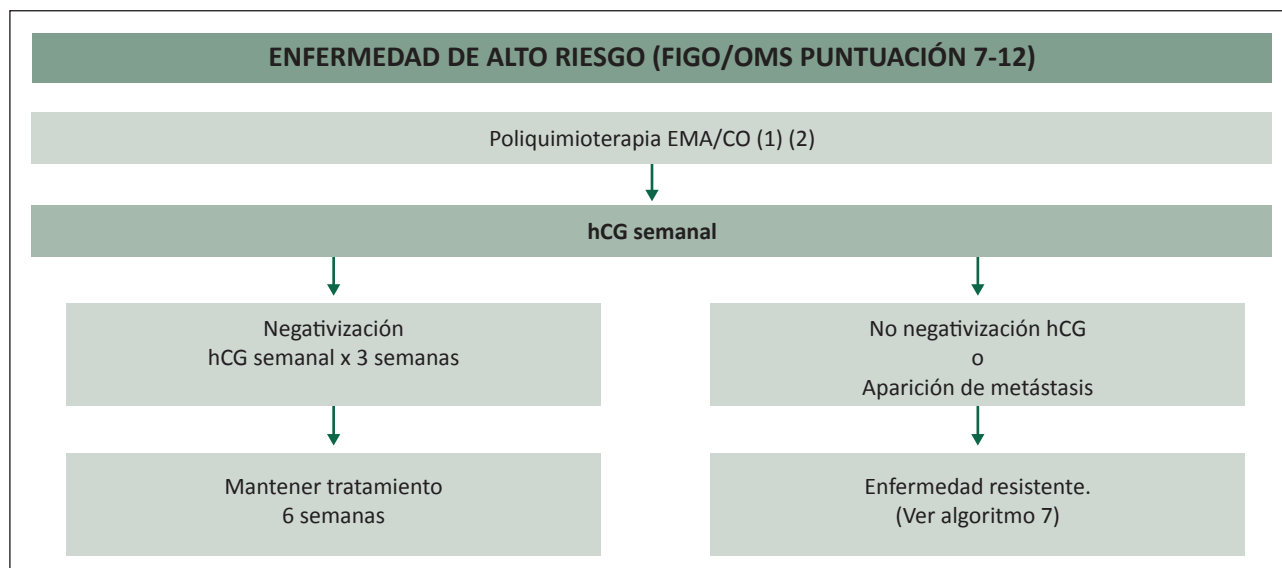 ENFERMEDAD DE ALTO RIESGO (FIGO/OMS PUNTUACIÓN 7-12)
Poliquimioterapia EMA/CO (1) (2)
hCG semanal
Negativización
hCG semanal x 3 semanas
No negativización hCG
o
Aparición de metástasis
Mantener tratamiento
6 semanas
Enfermedad resistente.
(Ver algoritmo 7)